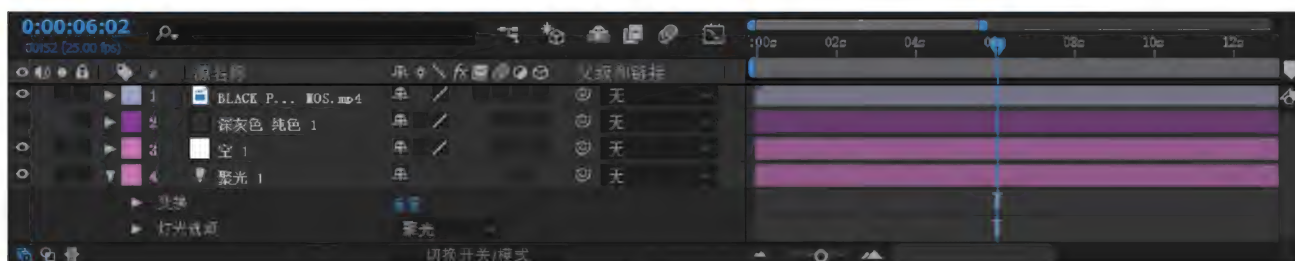 0:00:06:02
00152 (25.00 fps)
:00s 02s 04s 06s 08s 10s 12s
# 源名称 fx 父级和链接
1 BLACK P... MOS.mp4 无
2 深灰色 纯色 1 无
3 空 1 无
4 聚光 1 无
变换 重置
灯光选项 聚光
切换开关/模式